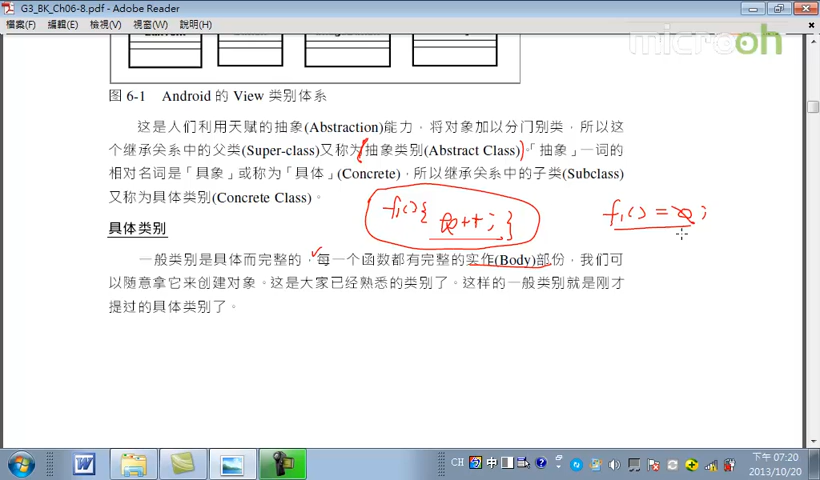 G3_BK_Ch06-8.pdf - Adobe Reader
檔案(F) 編輯(E) 檢視(V) 視窗(W) 說明(H)
microoh
图 6-1 Android 的 View 类别体系
这是人们利用天赋的抽象(Abstraction)能力，将对象加以分门别类，所以这
个继承关系中的父类(Super-class)又称为「抽象类别(Abstract Class)「抽象」一词的
相对名词是「具象」或称为「具体」(Concrete)，所以继承关系中的子类(Subclass)
又称为具体类别(Concrete Class)。
f1(){
++; }
f1() = 0;
具体类别
一般类别是具体而完整的，每一个函数都有完整的实作(Body)部份，我们可
以随意拿它来创建对象。这是大家已经熟悉的类别了。这样的一般类别就是刚才
提过的具体类别了。
CH 中
下午 07:20
2013/10/20